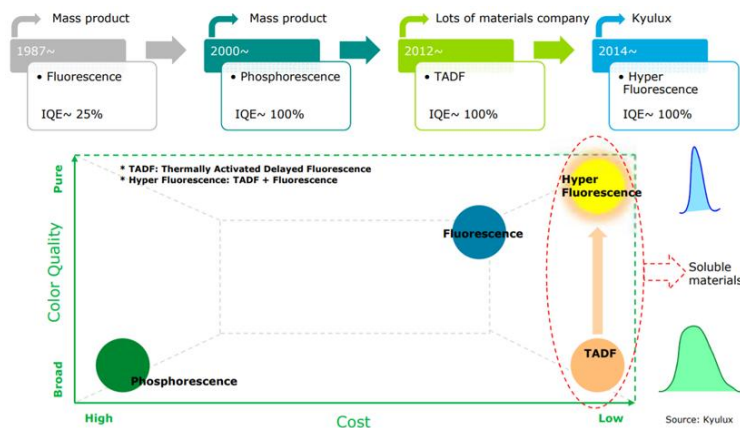 Mass product
1987~
• Fluorescence
IQE~ 25%
Mass product
2000~
• Phosphorescence
IQE~ 100%
Lots of materials company
2012~
• TADF
IQE~ 100%
Kyulux
2014~
• Hyper
Fluorescence
IQE~ 100%
* TADF: Thermally Activated Delayed Fluorescence
* Hyper Fluorescence: TADF + Fluorescence
Pure
Color Quality
Broad
Hyper
Fluorescence
Fluorescence
Soluble
materials
TADF
Phosphorescence
High
Cost
Low
Source: Kyulux